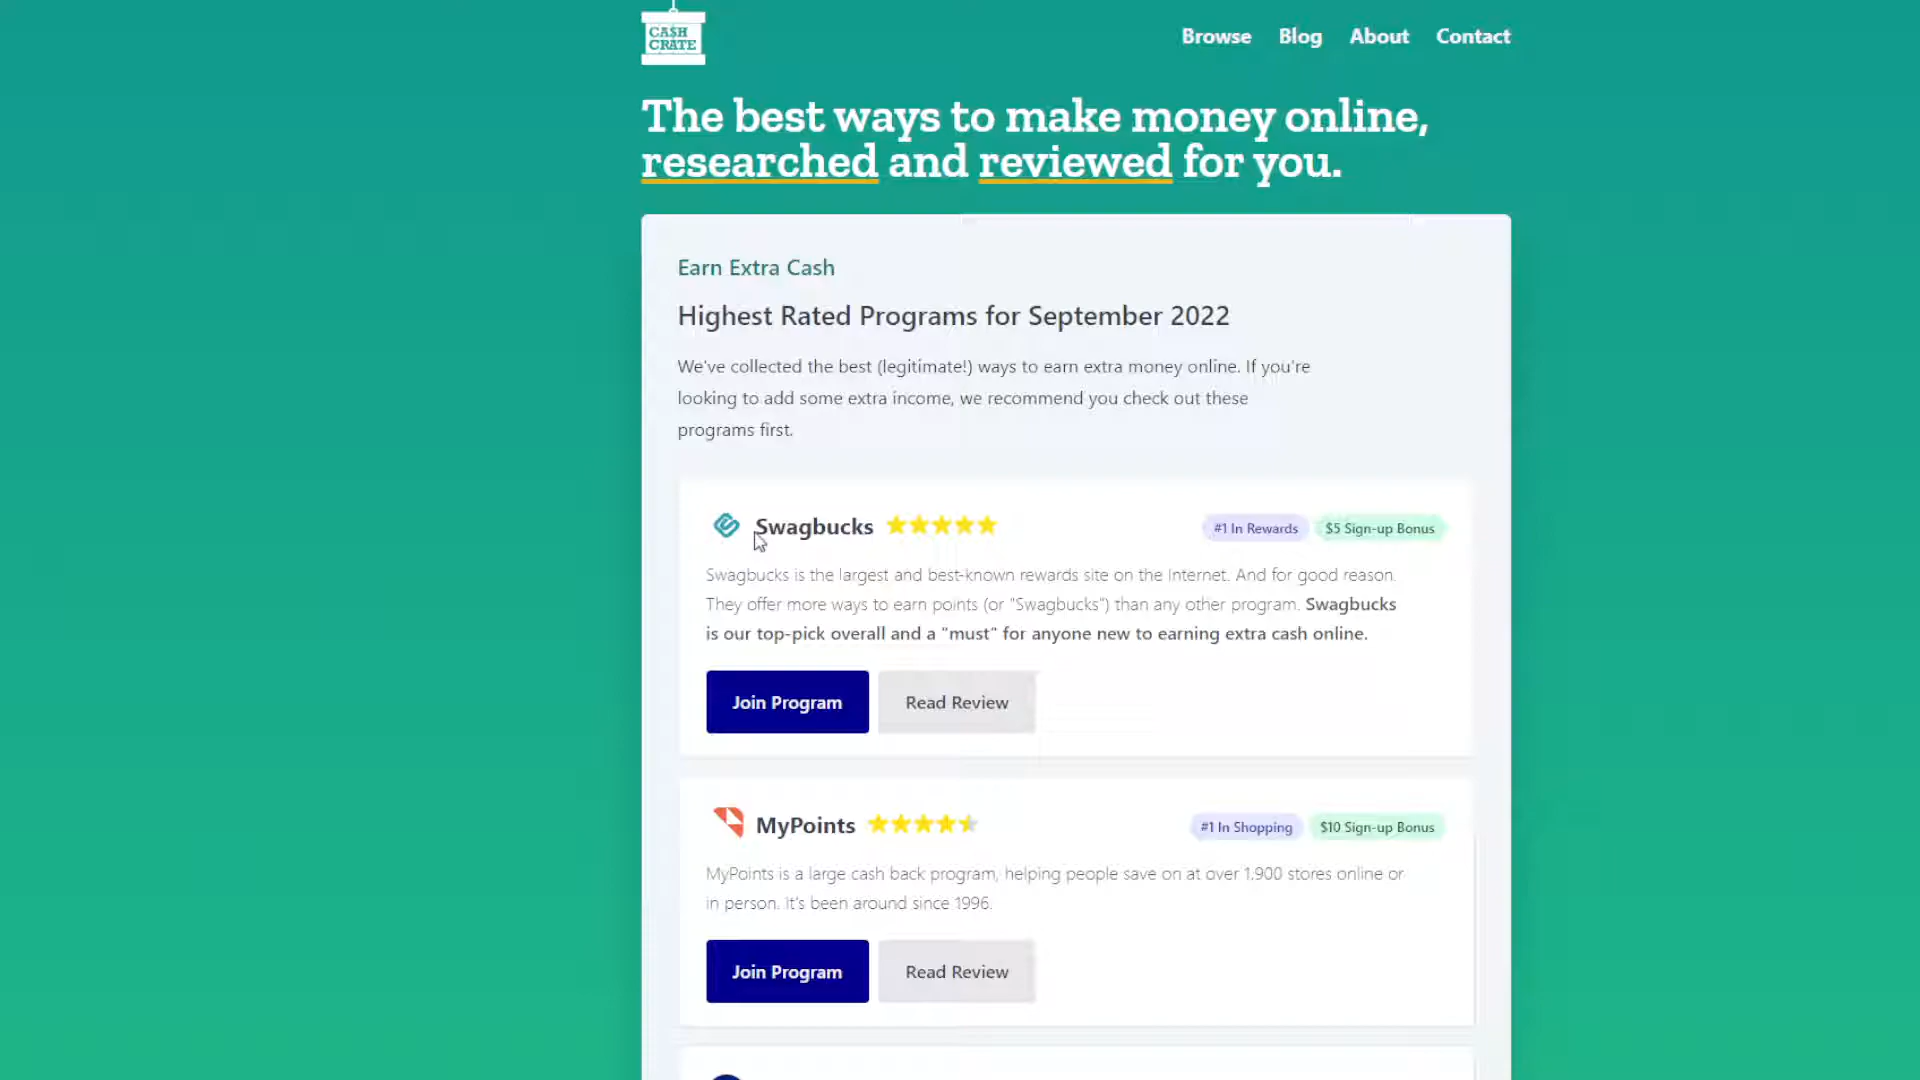 CA$H
CRATE
Browse Blog About Contact
The best ways to make money online,
researched and reviewed for you.
Earn Extra Cash
Highest Rated Programs for September 2022
We've collected the best (legitimate!) ways to earn extra money online. If you're
looking to add some extra income, we recommend you check out these
programs first.
Swagbucks #1 In Rewards $5 Sign-up Bonus
Swagbucks is the largest and best-known rewards site on the Internet. And for good reason.
They offer more ways to earn points (or "Swagbucks") than any other program. Swagbucks
is our top-pick overall and a "must" for anyone new to earning extra cash online.
Join Program Read Review
MyPoints #1 In Shopping $10 Sign-up Bonus
MyPoints is a large cash back program, helping people save on at over 1,900 stores online or
in person. It's been around since 1996.
Join Program Read Review